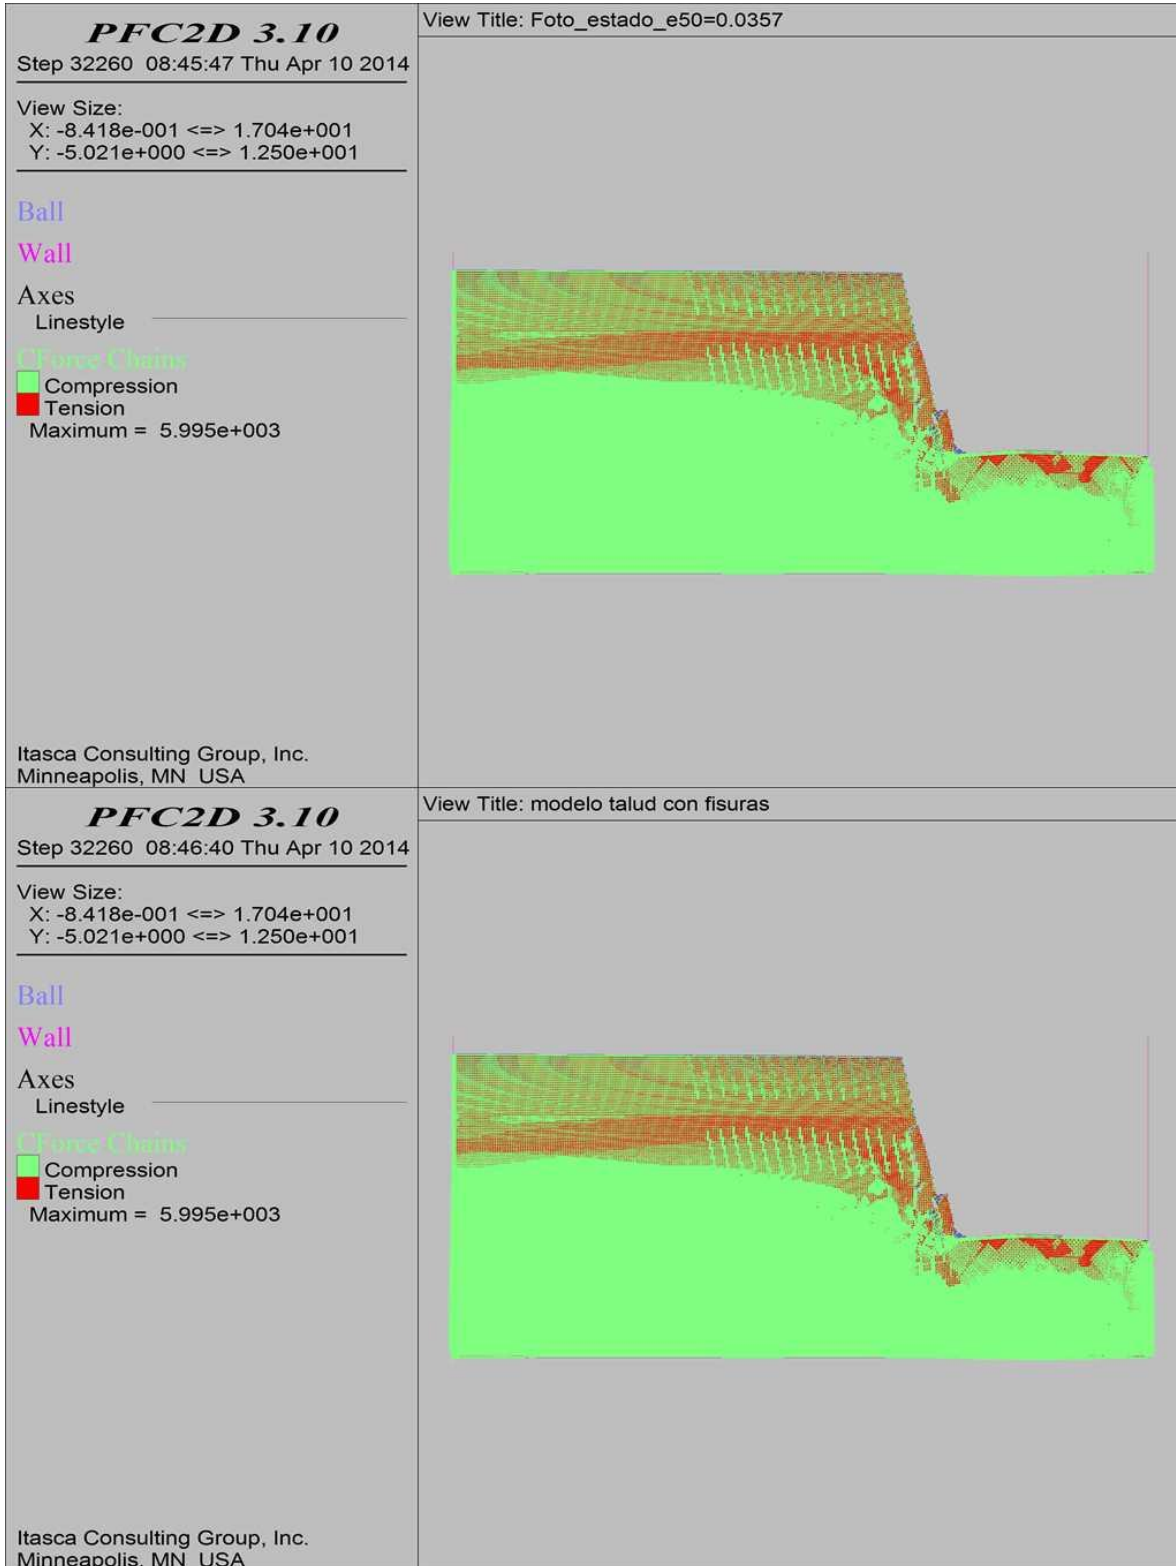 PFC2D 3.10
Step 32260 08:45:47 Thu Apr 10 2014
View Size:
X: -8.418e-001 <=> 1.704e+001
Y: -5.021e+000 <=> 1.250e+001
Ball
Wall
Axes
Linestyle
CForce Chains
Compression
Tension
Maximum = 5.995e+003
Itasca Consulting Group, Inc.
Minneapolis, MN USA
View Title: Foto_estado_e50=0.0357
PFC2D 3.10
Step 32260 08:46:40 Thu Apr 10 2014
View Size:
X: -8.418e-001 <=> 1.704e+001
Y: -5.021e+000 <=> 1.250e+001
Ball
Wall
Axes
Linestyle
CForce Chains
Compression
Tension
Maximum = 5.995e+003
Itasca Consulting Group, Inc.
Minneapolis, MN USA
View Title: modelo talud con fisuras